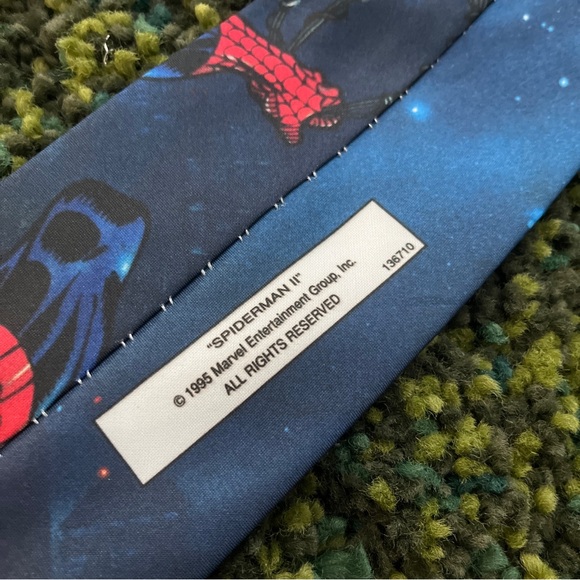 "SPIDERMAN II"
© 1995 Marvel Entertainment Group, Inc.
ALL RIGHTS RESERVED
136710